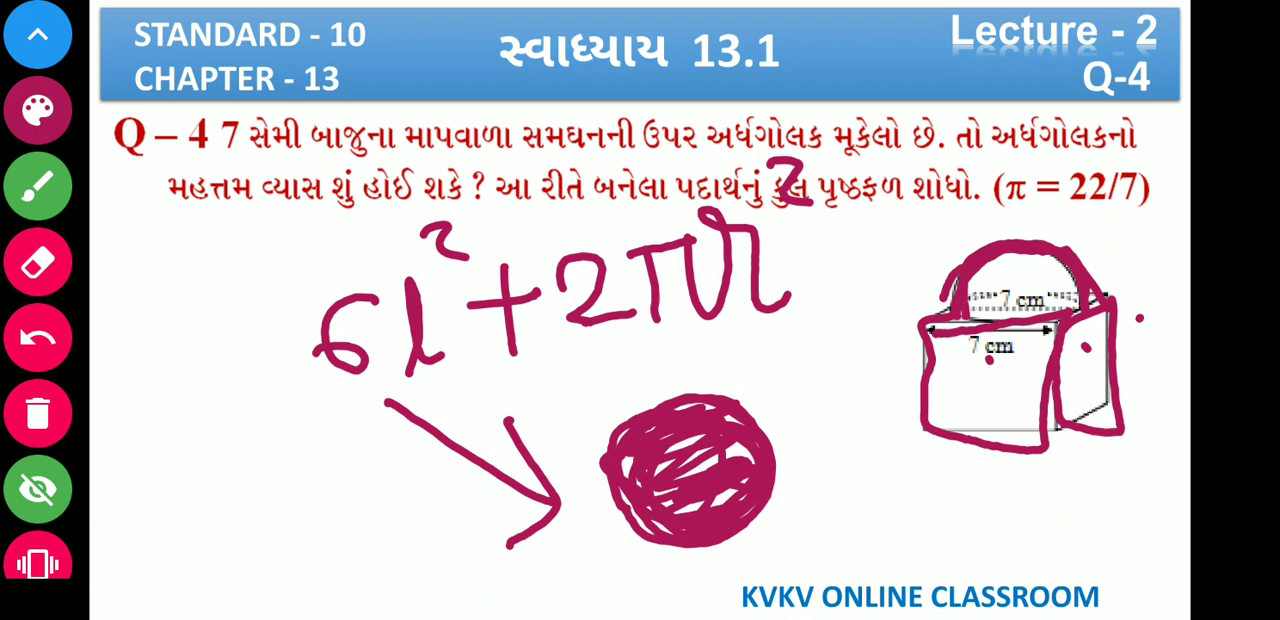 STANDARD - 10
CHAPTER - 13
સ્વાધ્યાય 13.1
Lecture - 2
Q-4
Q – 4 7 સેમી બાજુના માપવાળા સમઘનની ઉપર અર્ધગોલક મૂકેલો છે. તો અર્ધગોલકનો
મહત્તમ વ્યાસ શું હોઈ શકે ? આ રીતે બનેલા પદાર્થનું કુલ પૃષ્ઠફળ શોધો. (π = 22/7)
6l² + 2πr²
7 cm
7 cm
KVKV ONLINE CLASSROOM